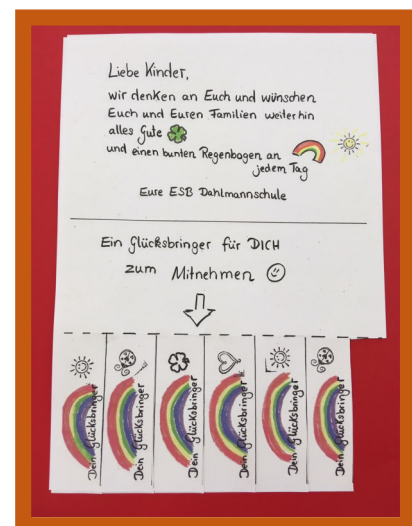 Liebe Kinder,
wir denken an Euch und wünschen
Euch und Euren Familien weiterhin
alles Gute
und einen bunten Regenbogen an
jedem Tag
Eure ESB Dahlmannschule
Ein Glücksbringer für DICH
zum Mitnehmen
Dein Glücksbringer
Dein Glücksbringer
Dein Glücksbringer
Dein Glücksbringer
Dein Glücksbringer
Dein Glücksbringer